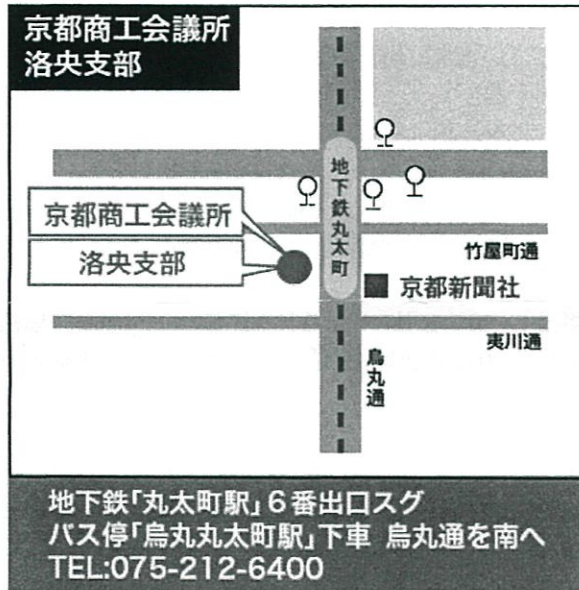 京都商工会議所
洛央支部
地下鉄丸太町
京都商工会議所
洛央支部
竹屋町通
京都新聞社
夷川通
烏丸通
地下鉄「丸太町駅」6番出口スグ
バス停「烏丸丸太町駅」下車 烏丸通を南へ
TEL:075-212-6400